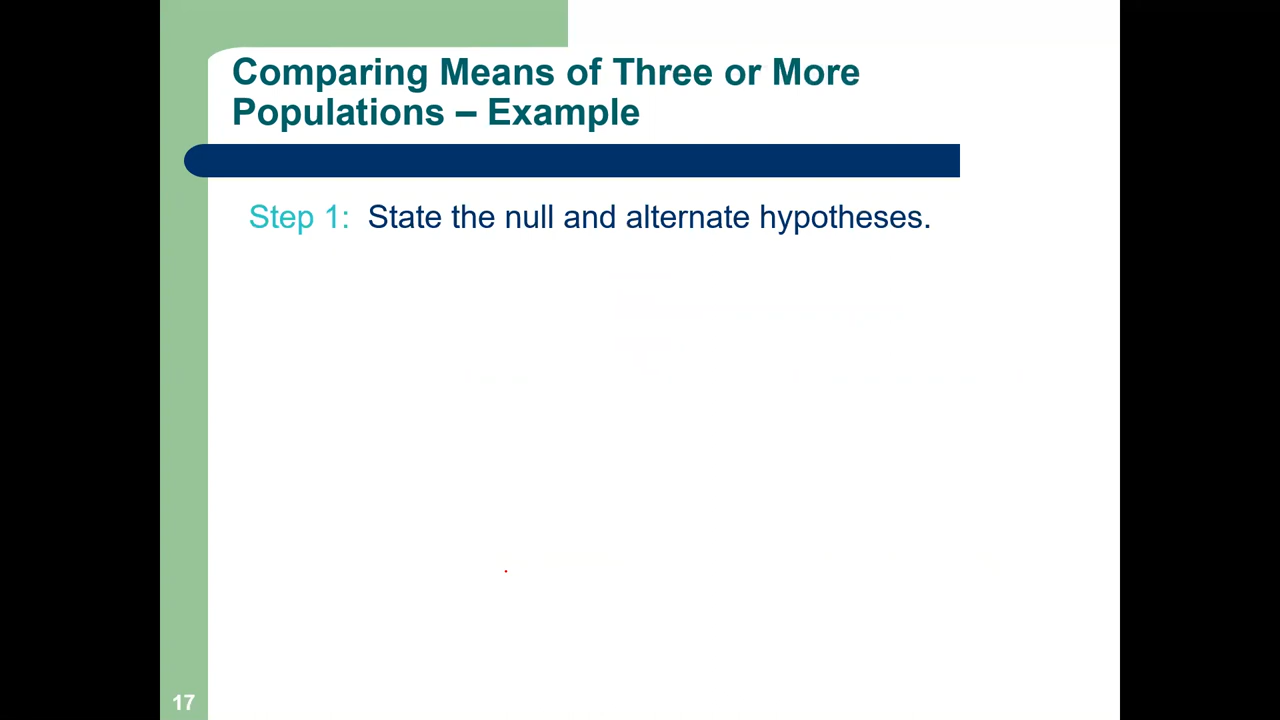 Comparing Means of Three or More
Populations – Example
Step 1: State the null and alternate hypotheses.
17